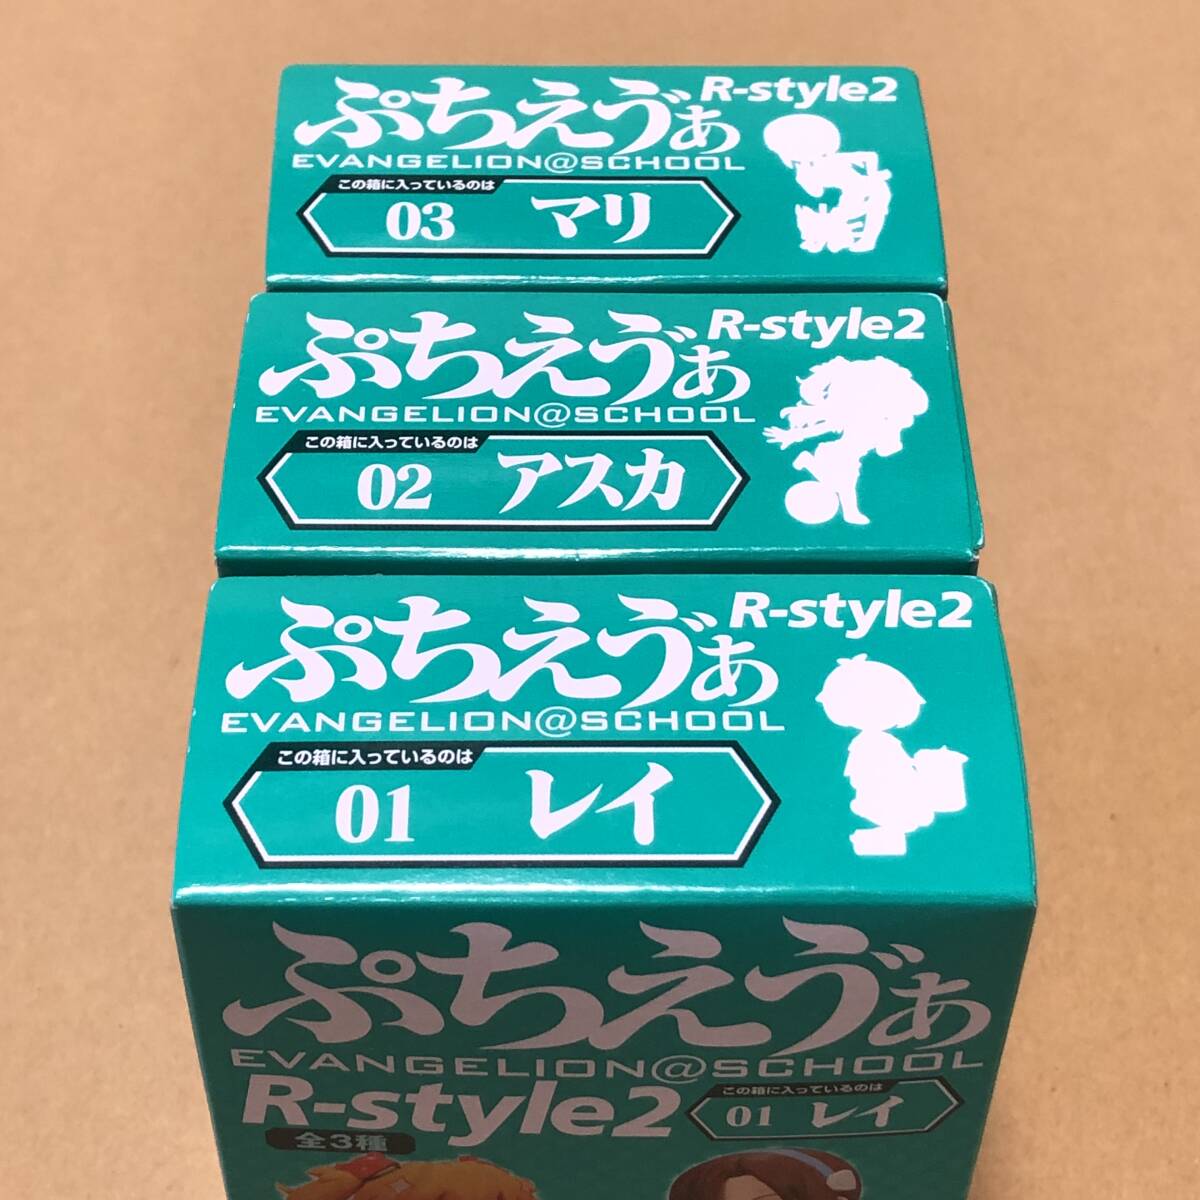 ぷちえゔぁ R-style2
EVANGELION@SCHOOL
この箱に入っているのは
03 マリ
ぷちえゔぁ R-style2
EVANGELION@SCHOOL
この箱に入っているのは
02 アスカ
ぷちえゔぁ R-style2
EVANGELION@SCHOOL
この箱に入っているのは
01 レイ
ぷちえゔぁ
EVANGELION@SCHOOL
R-style2
この箱に入っているのは
01 レイ
全3種